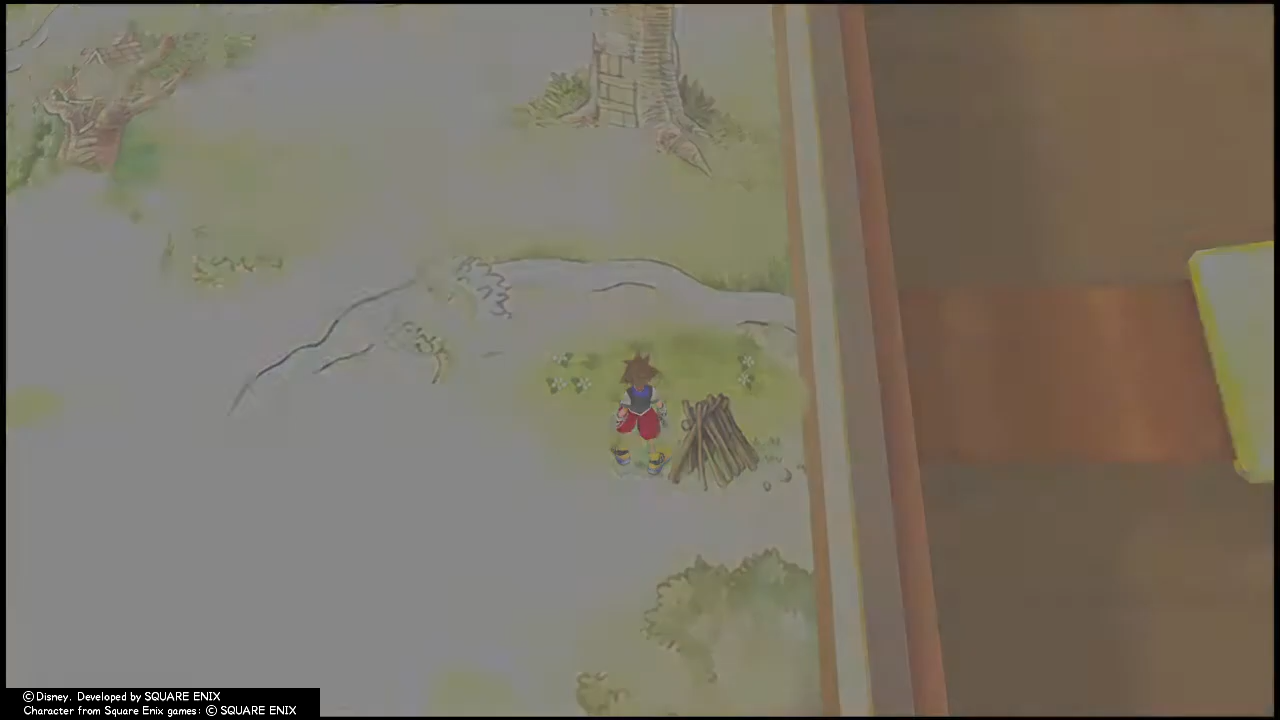 ©Disney. Developed by SQUARE ENIX
Character from Square Enix games: © SQUARE ENIX